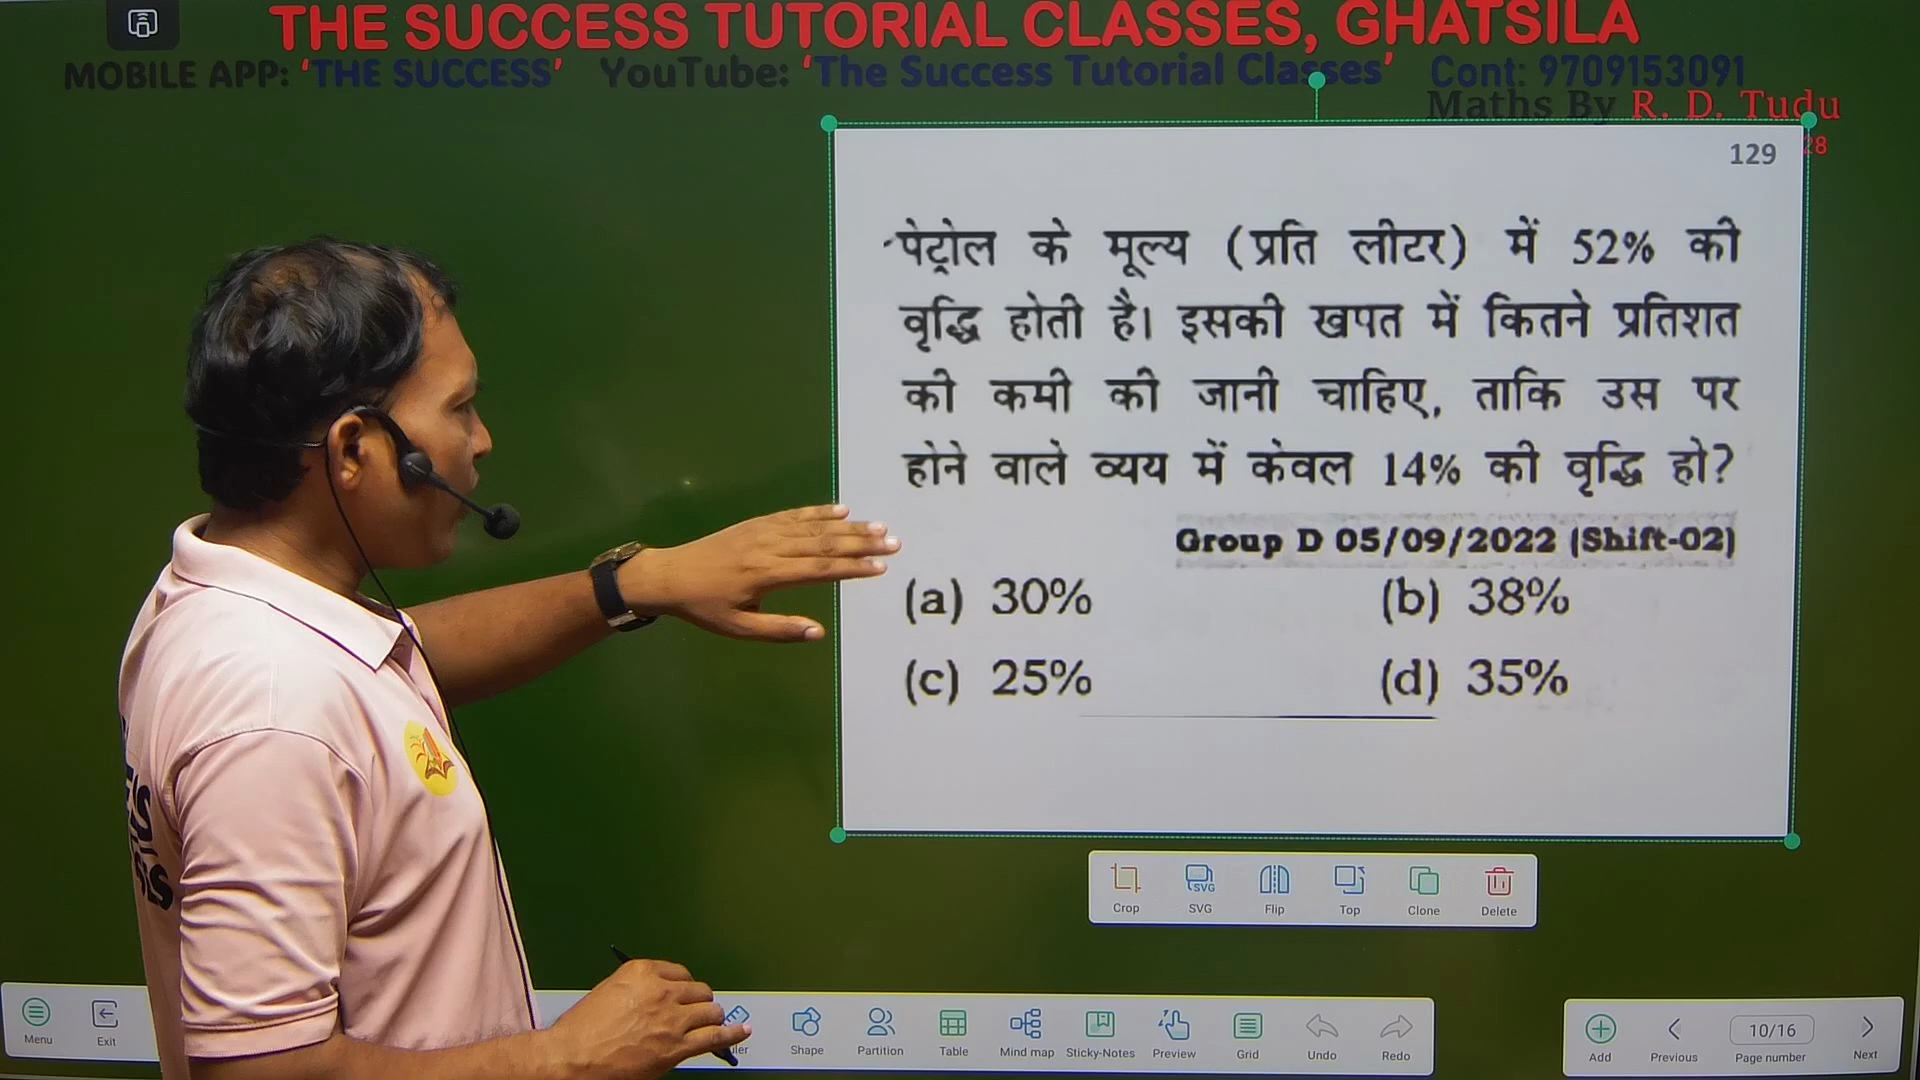 THE SUCCESS TUTORIAL CLASSES, GHATSILA
MOBILE APP: ‘THE SUCCESS’ YouTube: ‘The Success Tutorial Classes’ Cont: 9709153091
Maths By R. D. Tudu
28
129
पेट्रोल के मूल्य (प्रति लीटर) में 52% की
वृद्धि होती है। इसकी खपत में कितने प्रतिशत
की कमी की जानी चाहिए, ताकि उस पर
होने वाले व्यय में केवल 14% की वृद्धि हो?
Group D 05/09/2022 (Shift-02)
(a) 30% (b) 38%
(c) 25% (d) 35%
Crop SVG Flip Top Clone Delete
Menu Exit Shape Partition Table Mind map Sticky-Notes Preview Grid Undo Redo Add Previous 10/16 Page number Next